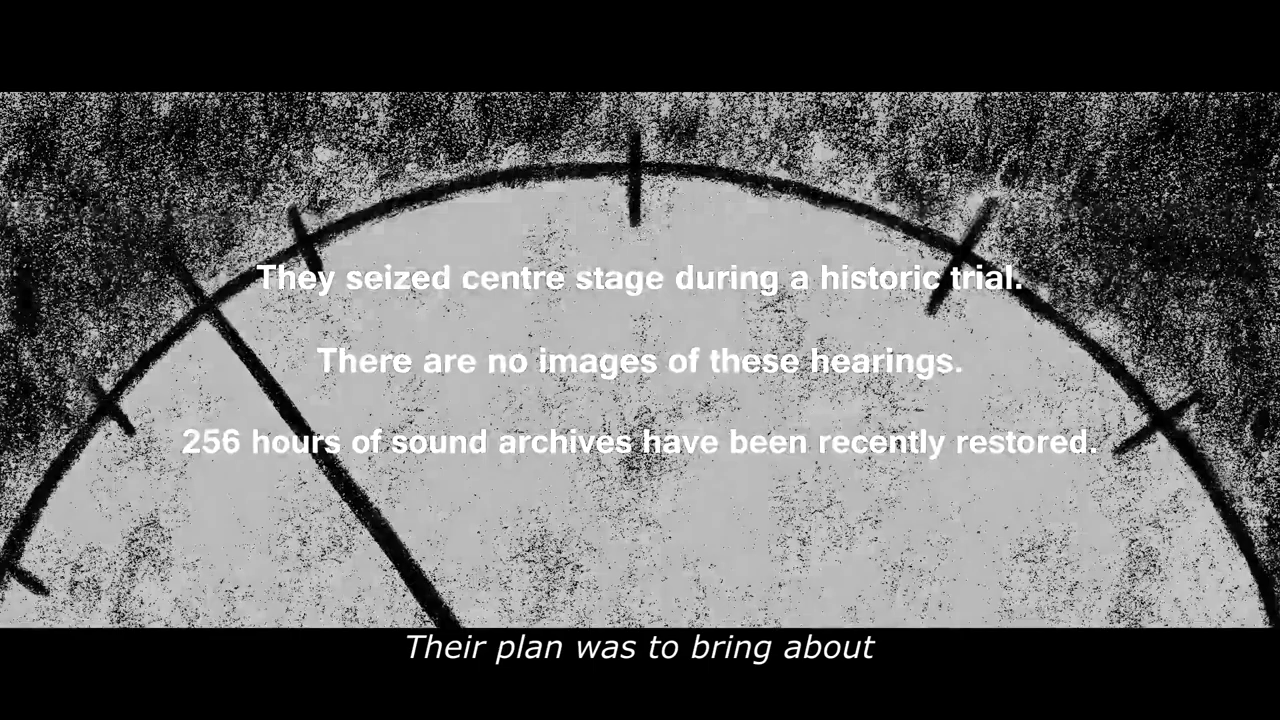 They seized centre stage during a historic trial.
There are no images of these hearings.
256 hours of sound archives have been recently restored.
Their plan was to bring about